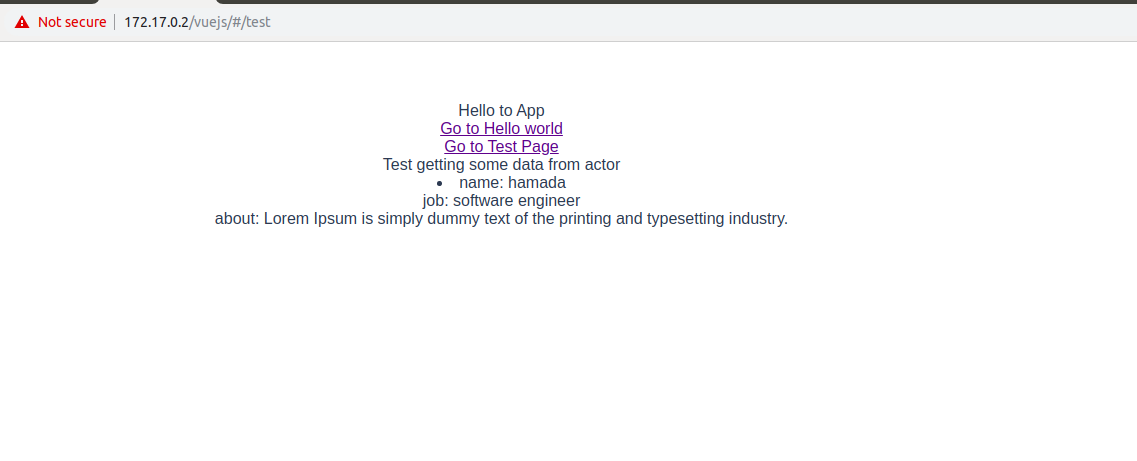 Not secure 172.17.0.2/vuejs/#/test
Hello to App
Go to Hello world
Go to Test Page
Test getting some data from actor
• name: hamada
job: software engineer
about: Lorem Ipsum is simply dummy text of the printing and typesetting industry.